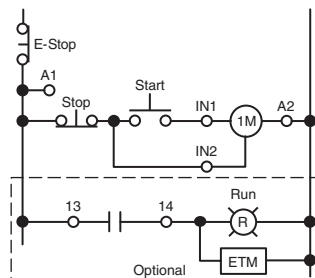 E-Stop
A1
Stop
Start
IN1
1M
A2
IN2
13
14
Run
R
ETM
Optional